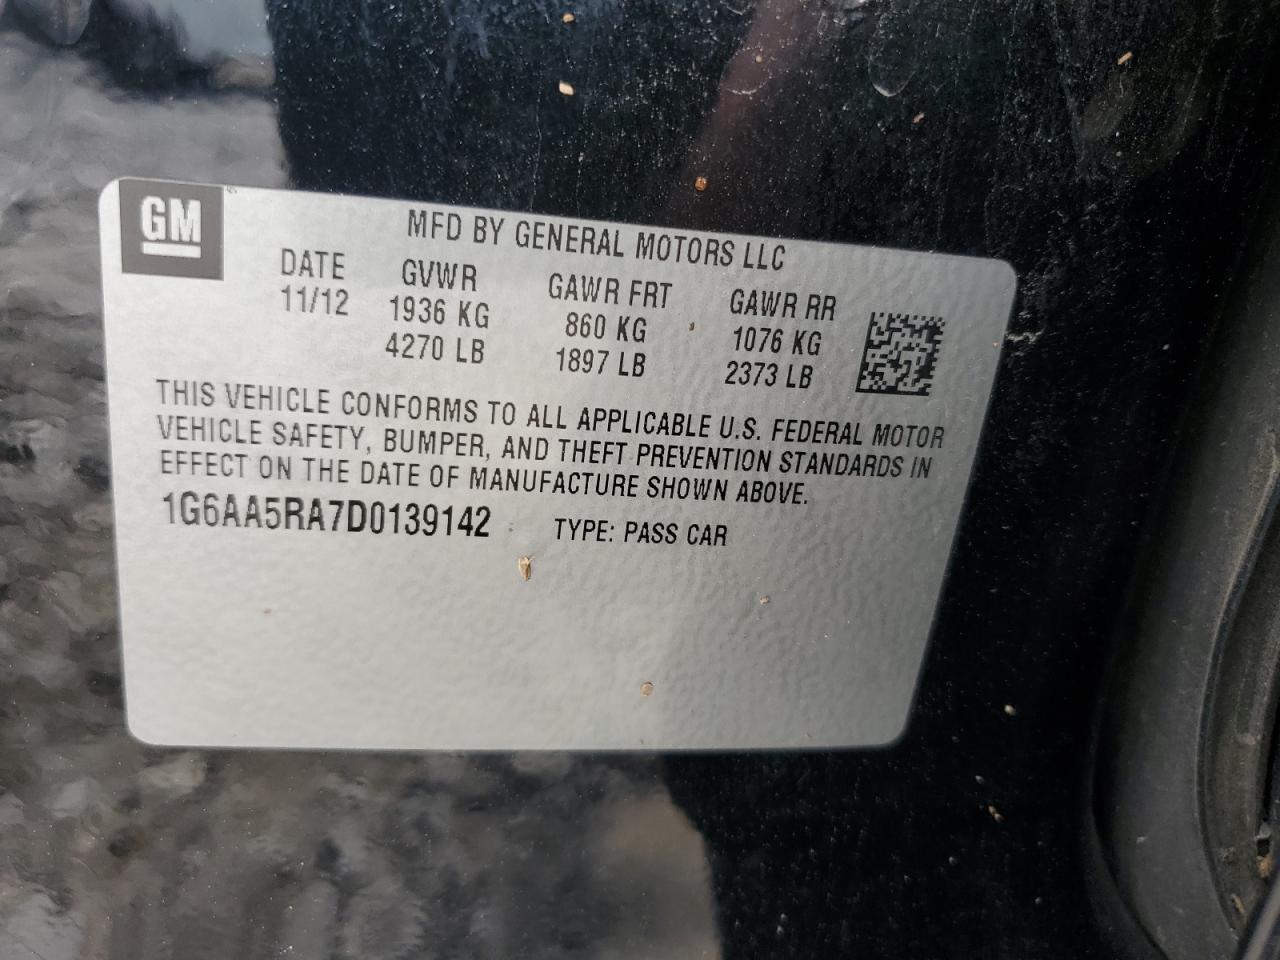 GM
MFD BY GENERAL MOTORS LLC
DATE GVWR GAWR FRT GAWR RR
11/12 1936 KG 860 KG 1076 KG
4270 LB 1897 LB 2373 LB
THIS VEHICLE CONFORMS TO ALL APPLICABLE U.S. FEDERAL MOTOR
VEHICLE SAFETY, BUMPER, AND THEFT PREVENTION STANDARDS IN
EFFECT ON THE DATE OF MANUFACTURE SHOWN ABOVE.
1G6AA5RA7D0139142 TYPE: PASS CAR